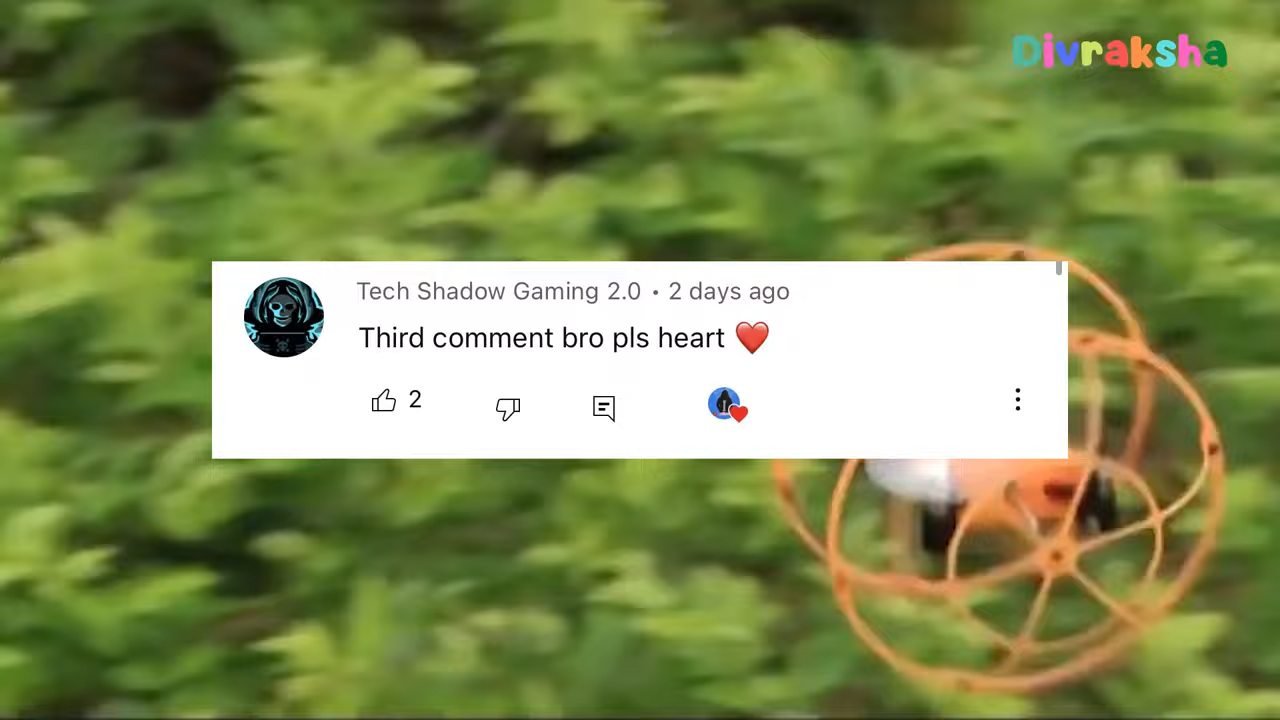 Divraksha
Tech Shadow Gaming 2.0 • 2 days ago
Third comment bro pls heart ❤️
2